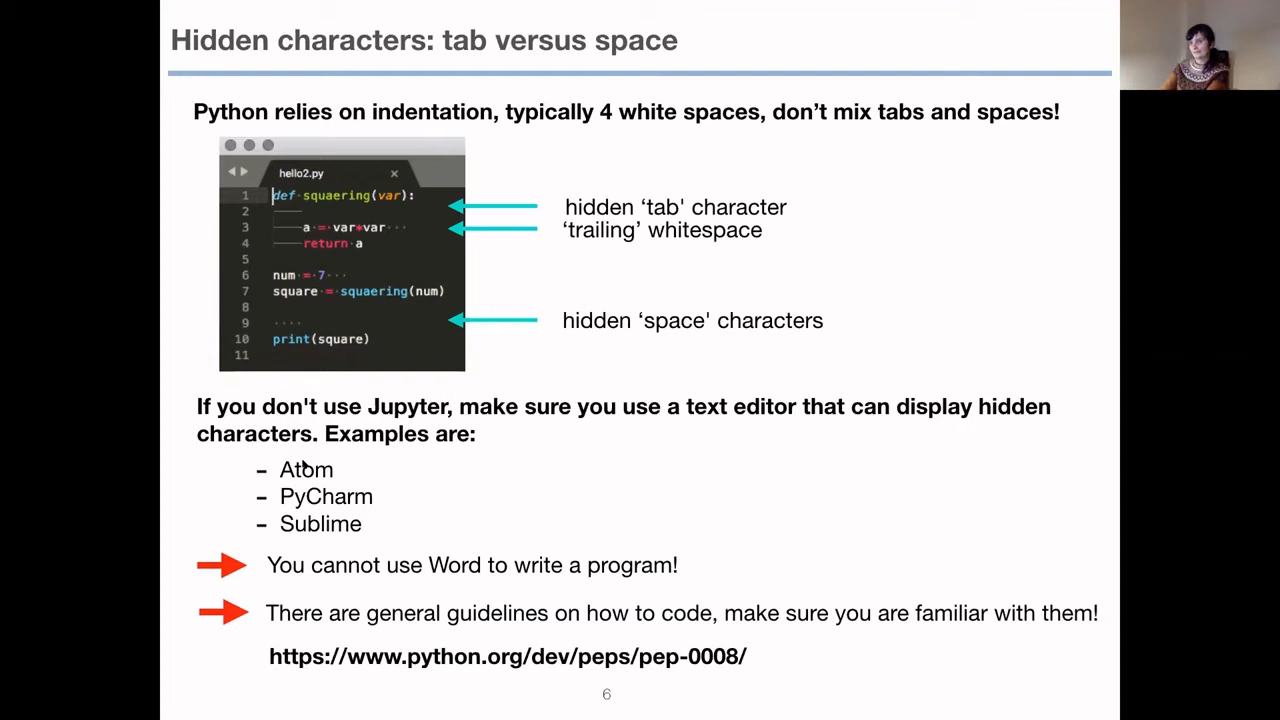 Hidden characters: tab versus space
Python relies on indentation, typically 4 white spaces, don't mix tabs and spaces!
hello2.py
1 def squaering(var):
2
3 a = var*var
4 return a
5
6 num = 7
7 square = squaering(num)
8
9
10 print(square)
11
hidden ‘tab' character
‘trailing’ whitespace
hidden ‘space' characters
If you don't use Jupyter, make sure you use a text editor that can display hidden
characters. Examples are:
– Atom
– PyCharm
– Sublime
You cannot use Word to write a program!
There are general guidelines on how to code, make sure you are familiar with them!
https://www.python.org/dev/peps/pep-0008/
6